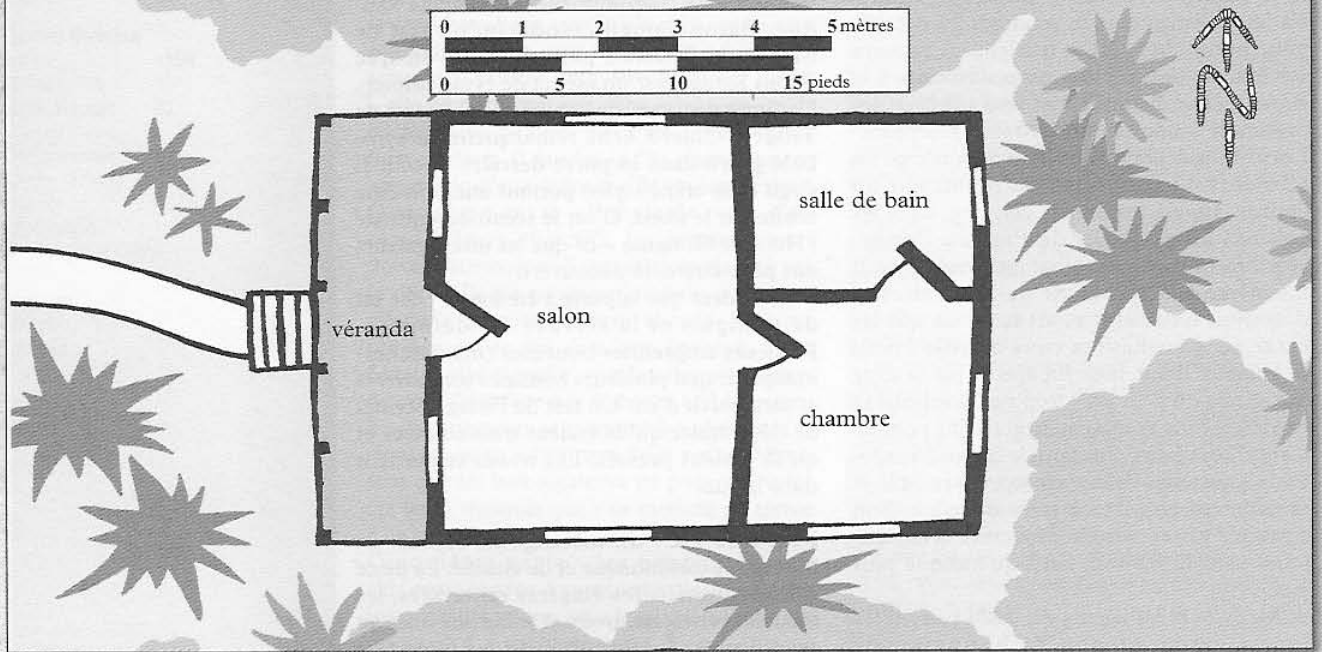 0 1 2 3 4 5 mètres
0 5 10 15 pieds
N
salle de bain
salon
véranda
chambre